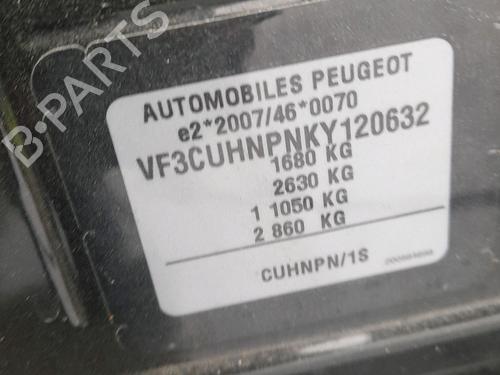 B-PARTS
AUTOMOBILES PEUGEOT
e2*2007/46*0070
VF3CUHNPNKY120632
1680 KG
2630 KG
1 1050 KG
2 860 KG
CUHNPN/1S